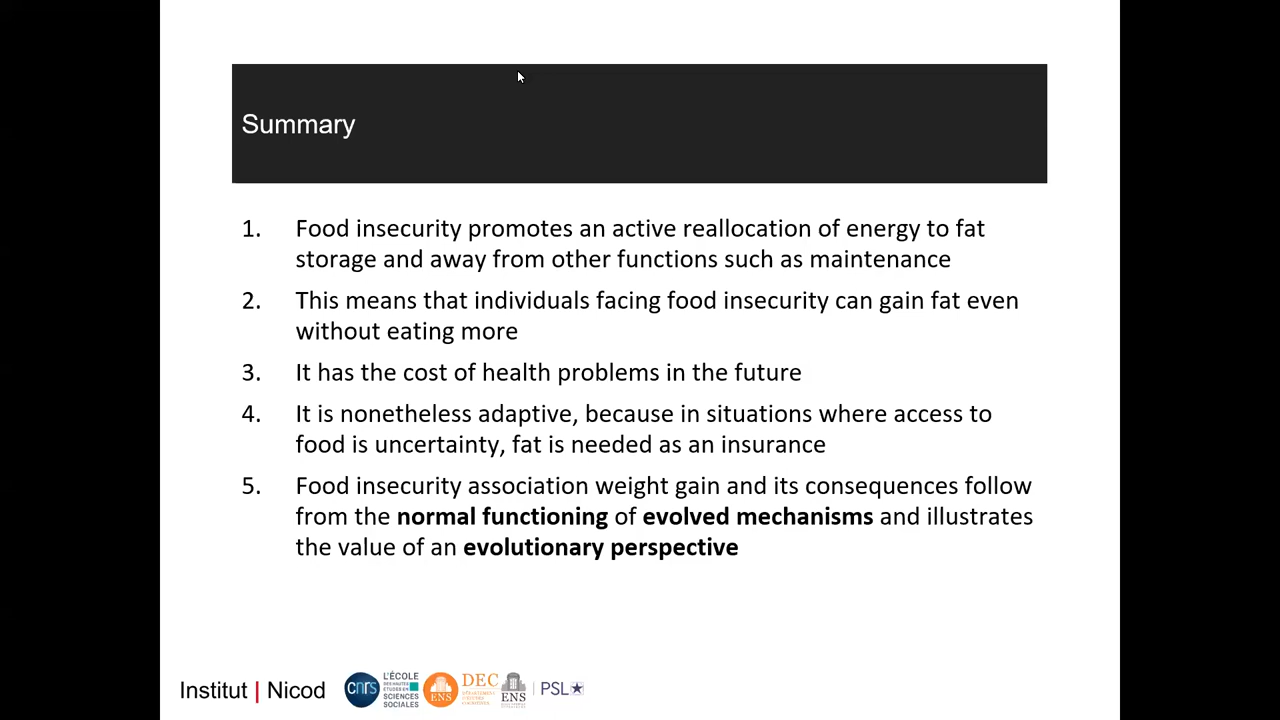 Summary
1. Food insecurity promotes an active reallocation of energy to fat
storage and away from other functions such as maintenance
2. This means that individuals facing food insecurity can gain fat even
without eating more
3. It has the cost of health problems in the future
4. It is nonetheless adaptive, because in situations where access to
food is uncertainty, fat is needed as an insurance
5. Food insecurity association weight gain and its consequences follow
from the normal functioning of evolved mechanisms and illustrates
the value of an evolutionary perspective
Institut | Nicod
cnrs
L'ÉCOLE
DES HAUTES
ÉTUDES EN
SCIENCES
SOCIALES
ENS
DEC
DÉPARTEMENT
D'ÉTUDES
COGNITIVES
ENS
PSL